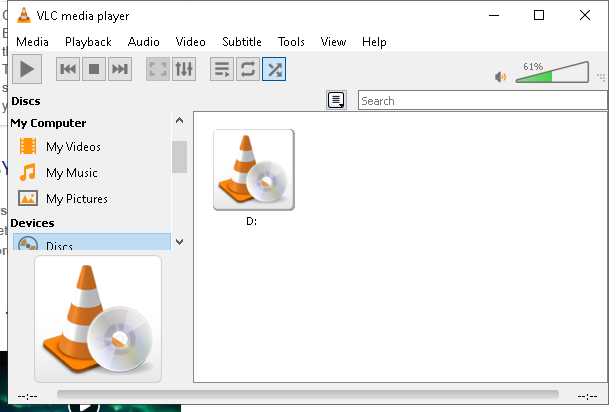 VLC media player
Media Playback Audio Video Subtitle Tools View Help
61%
Discs
Search
My Computer
My Videos
My Music
My Pictures
Devices
Discs
D:
--:-- --:--